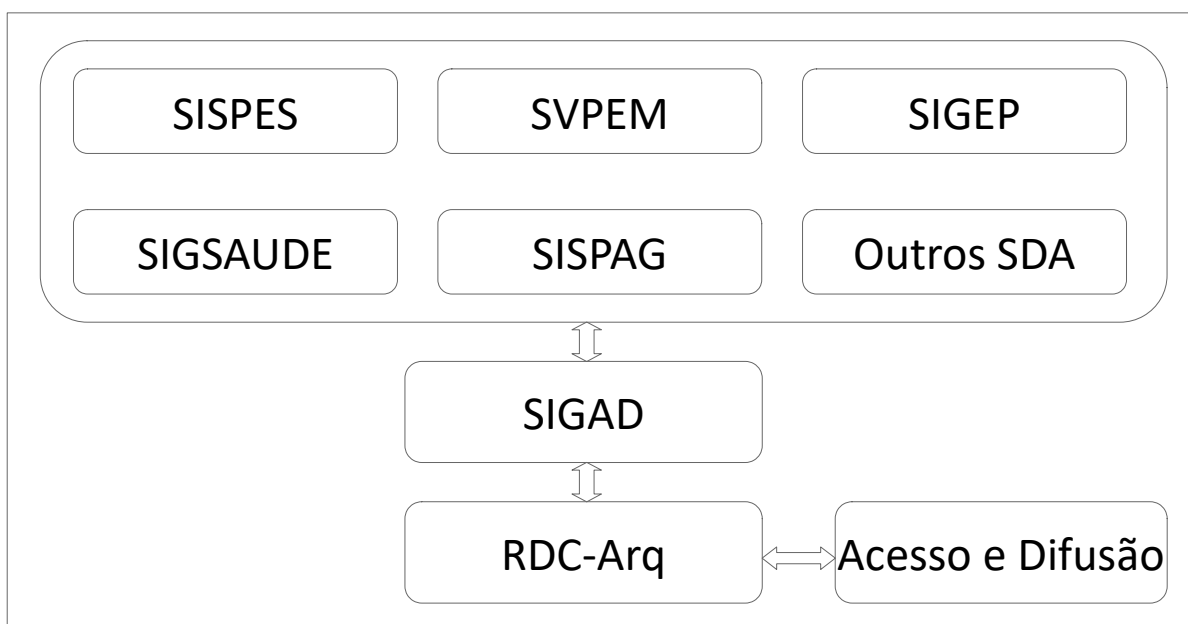 SISPES
SVPEM
SIGEP
SIGSAUDE
SISPAG
Outros SDA
SIGAD
RDC-Arq
Acesso e Difusão